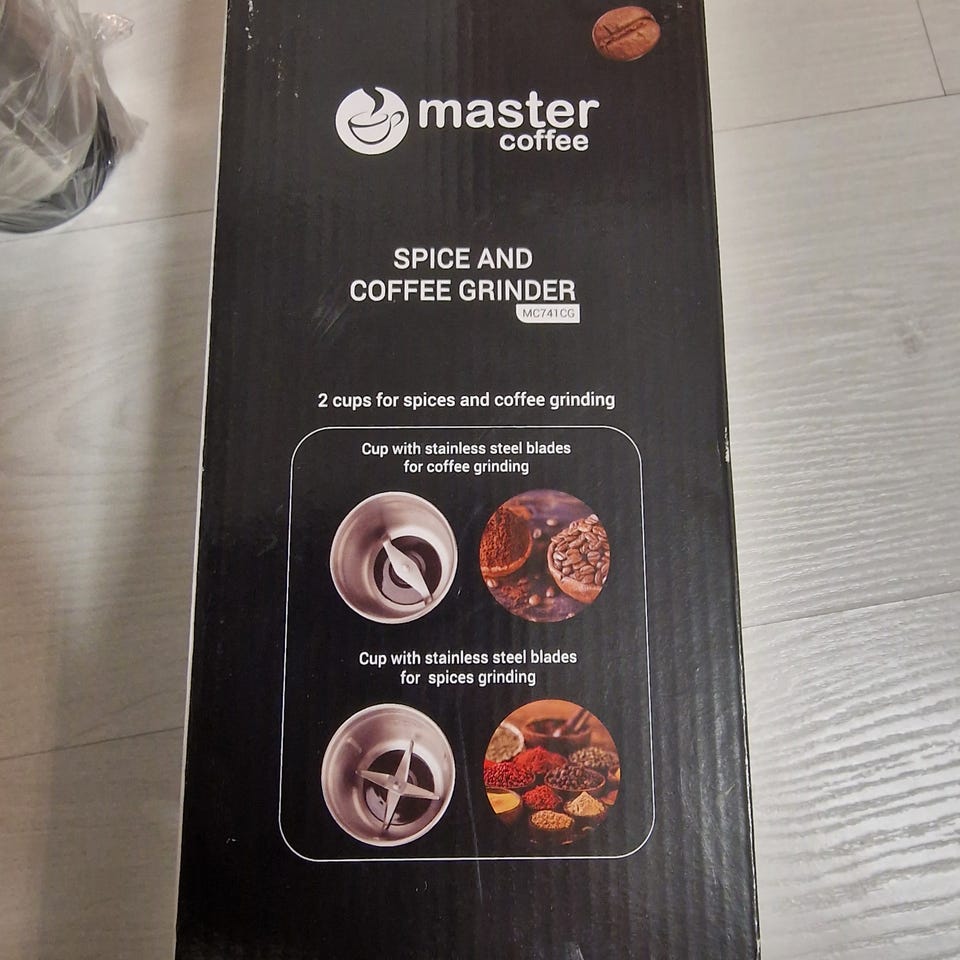 master
coffee
SPICE AND
COFFEE GRINDER
MC741CG
2 cups for spices and coffee grinding
Cup with stainless steel blades
for coffee grinding
Cup with stainless steel blades
for spices grinding